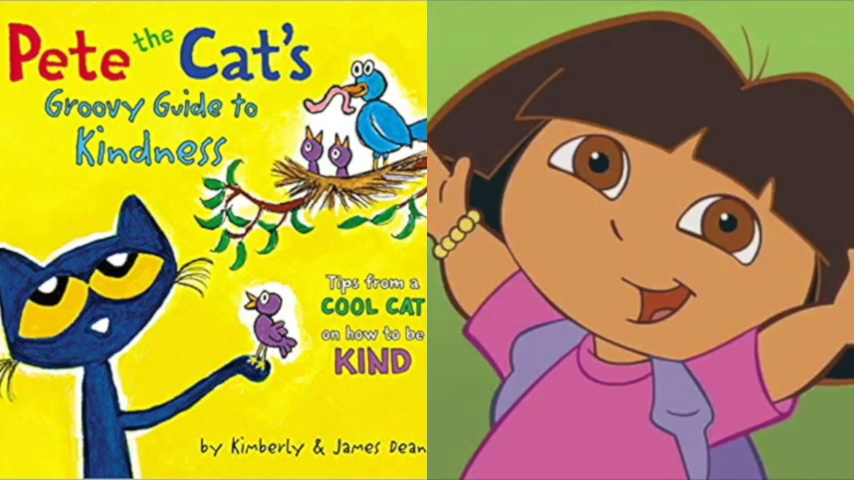 Pete the Cat's
Groovy Guide to
Kindness
Tips from a
COOL CAT
on how to be
KIND
by Kimberly & James Dean